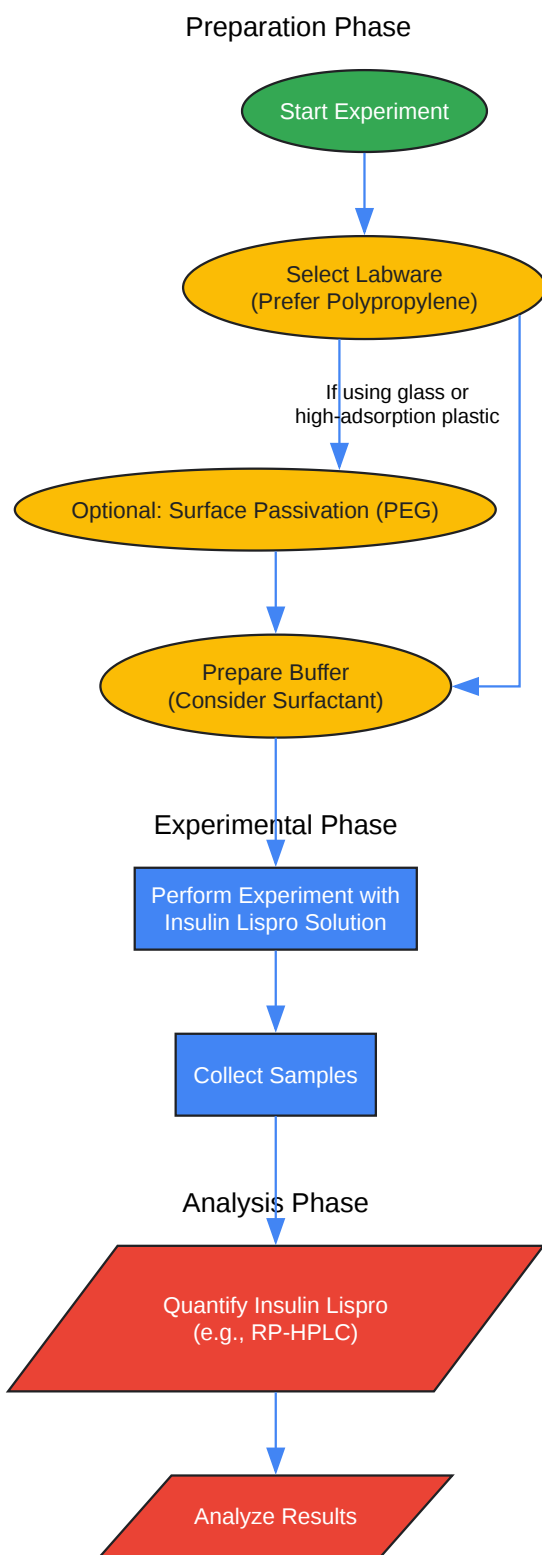 Preparation Phase
Start Experiment
Select Labware
(Prefer Polypropylene)
If using glass or
high-adsorption plastic
Optional: Surface Passivation (PEG)
Prepare Buffer
(Consider Surfactant)
Experimental Phase
Perform Experiment with
Insulin Lispro Solution
Collect Samples
Analysis Phase
Quantify Insulin Lispro
(e.g., RP-HPLC)
Analyze Results